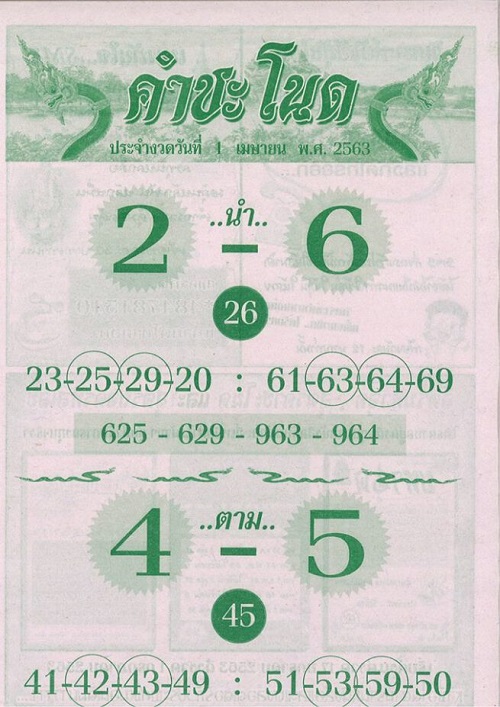 คำชะโนด
ประจำงวดวันที่ 1 เมษายน พ.ศ. 2563
..นำ..
2 - 6
26
23-25-29-20 : 61-63-64-69
625 - 629 - 963 - 964
..ตาม..
4 - 5
45
41-42-43-49 : 51-53-59-50